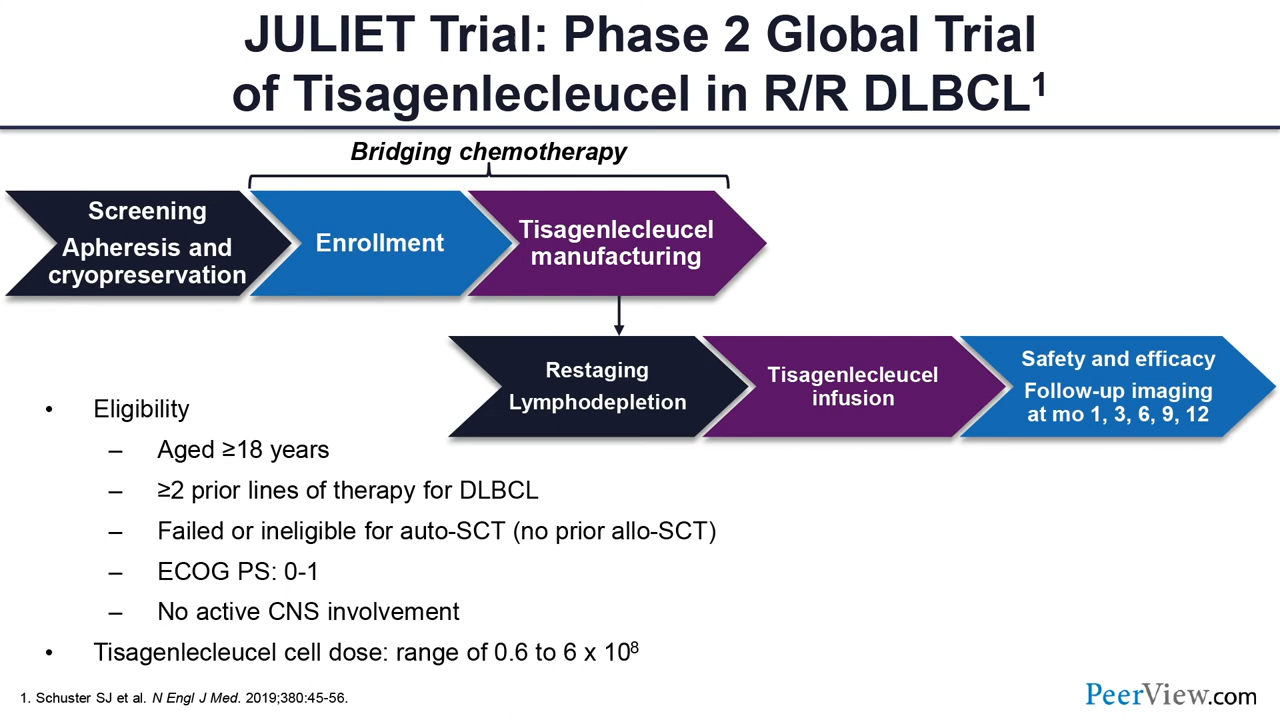 JULIET Trial: Phase 2 Global Trial
of Tisagenlecleucel in R/R DLBCL¹
Bridging chemotherapy
Screening
Apheresis and
cryopreservation
Enrollment
Tisagenlecleucel
manufacturing
Restaging
Lymphodepletion
Tisagenlecleucel
infusion
Safety and efficacy
Follow-up imaging
at mo 1, 3, 6, 9, 12
• Eligibility
– Aged ≥18 years
– ≥2 prior lines of therapy for DLBCL
– Failed or ineligible for auto-SCT (no prior allo-SCT)
– ECOG PS: 0-1
– No active CNS involvement
• Tisagenlecleucel cell dose: range of 0.6 to 6 x 10⁸
1. Schuster SJ et al. N Engl J Med. 2019;380:45-56.
PeerView.com